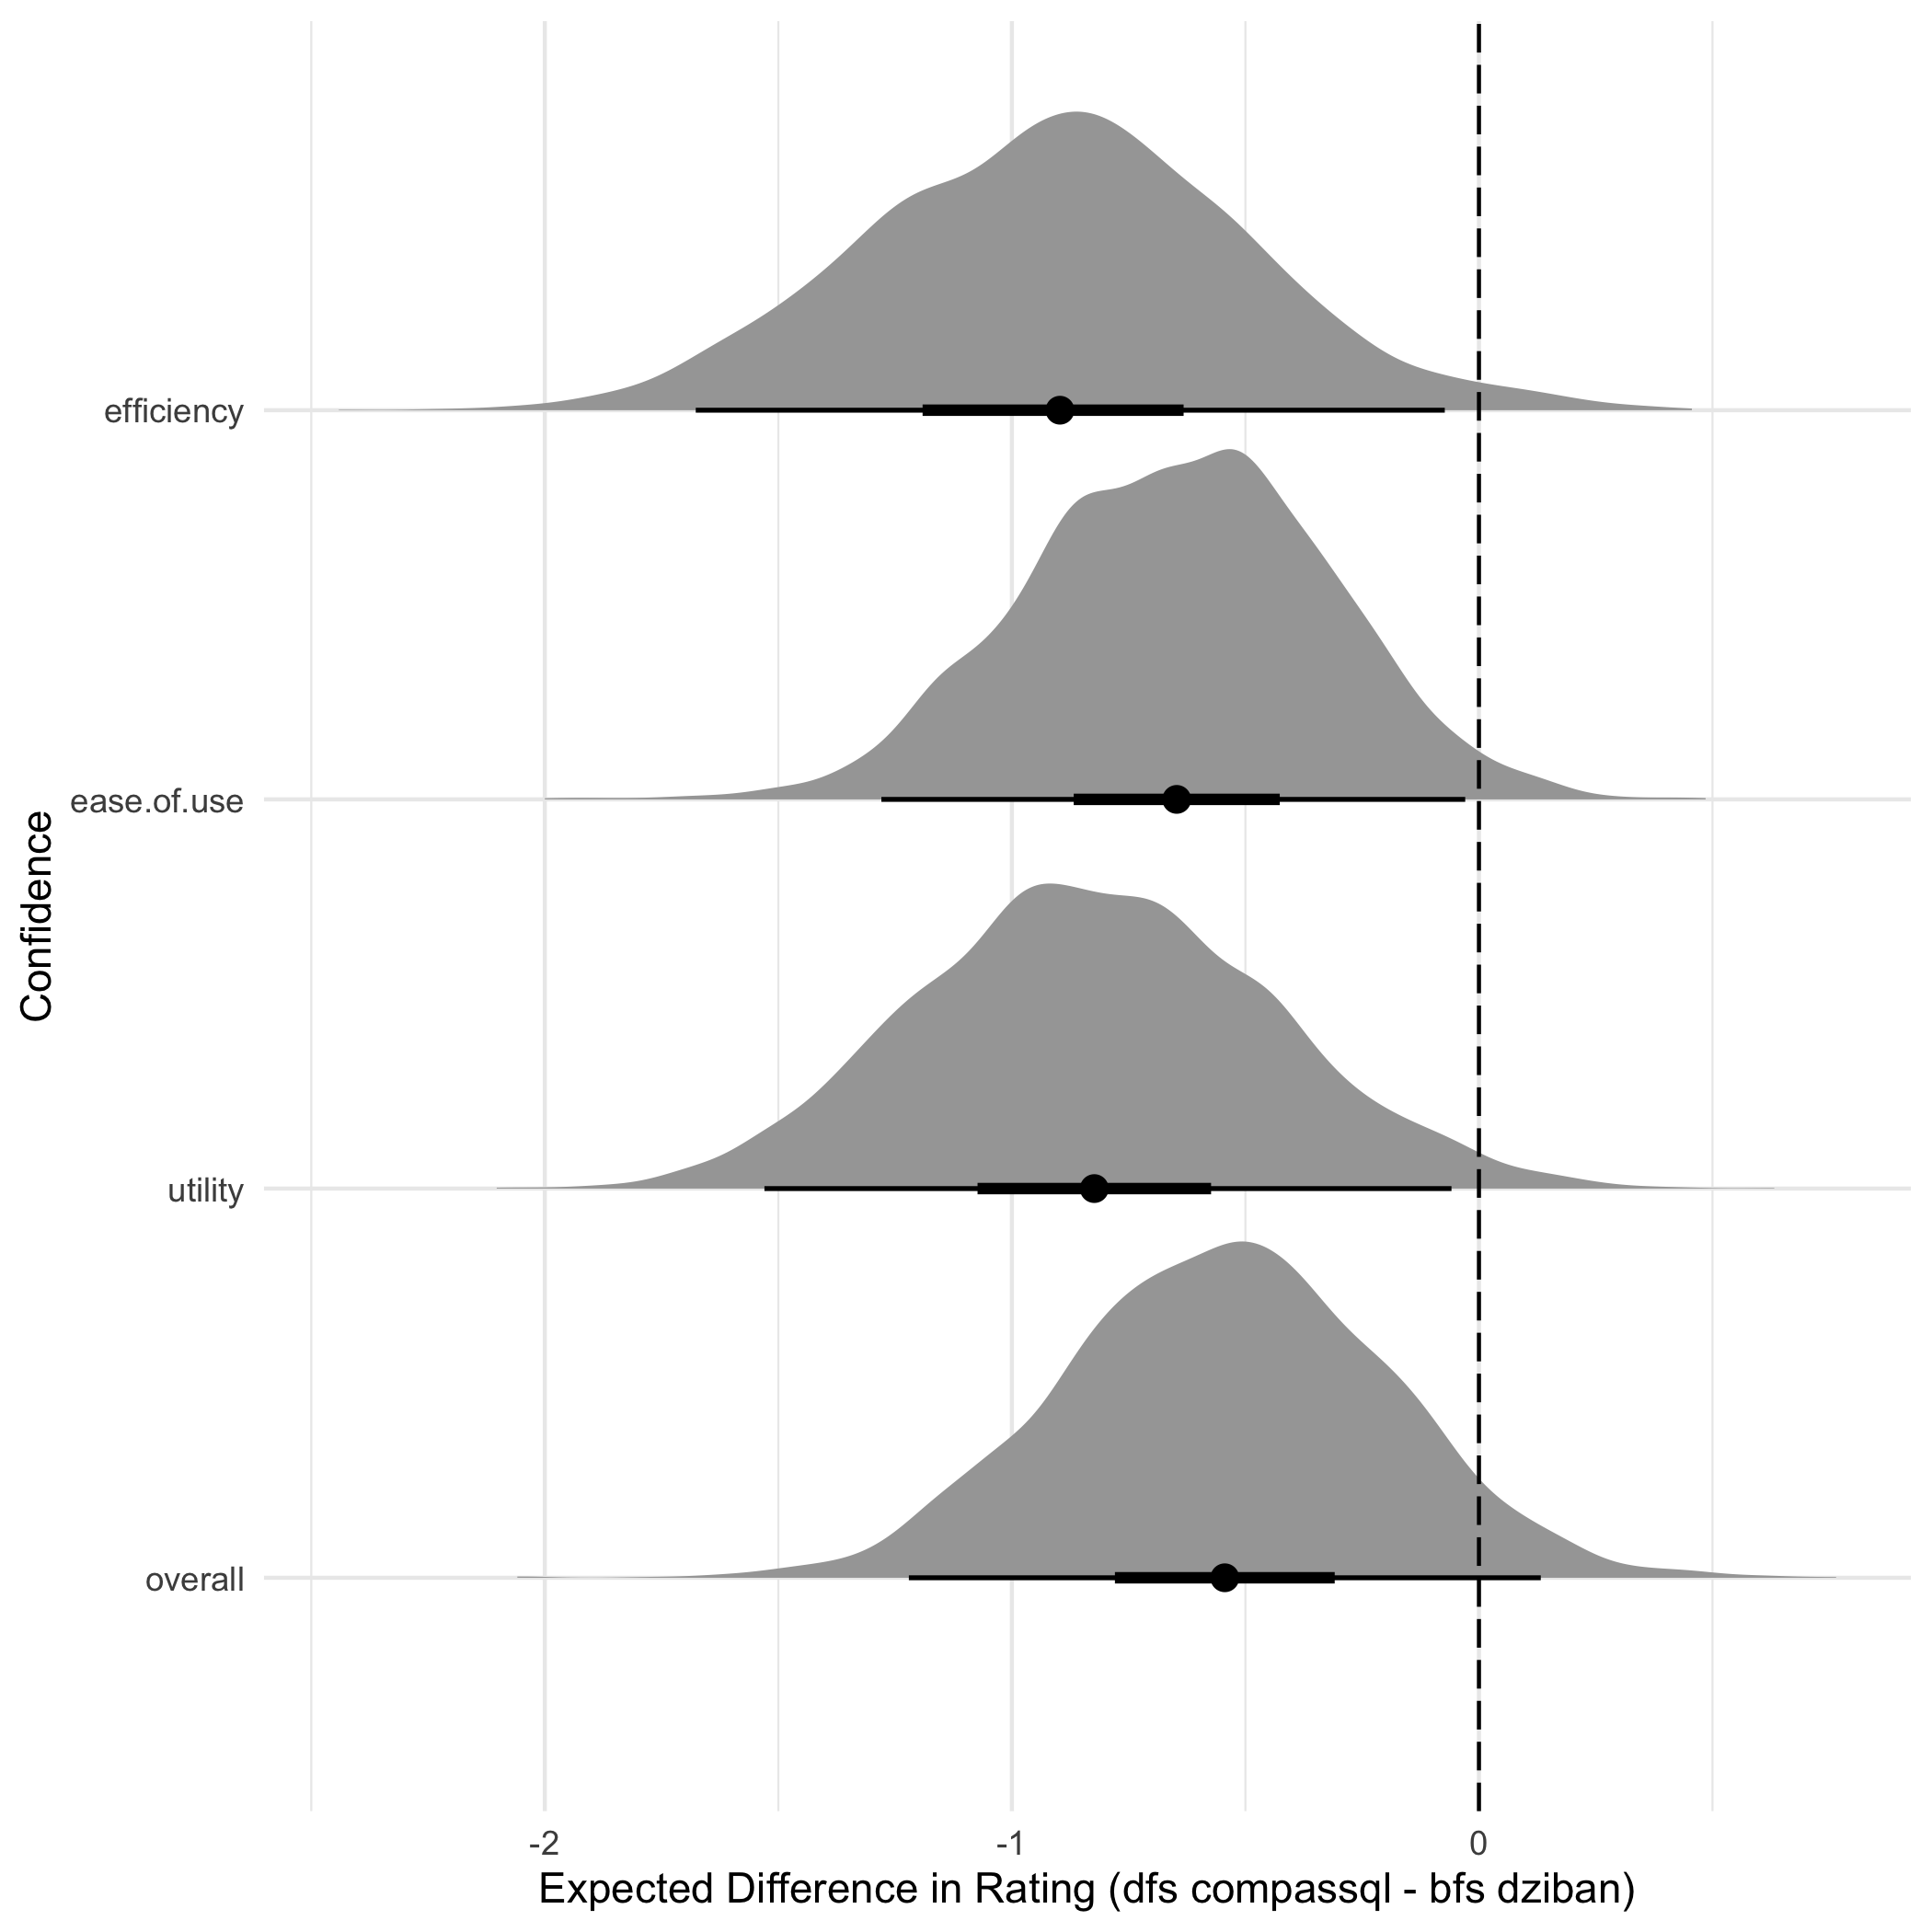 efficiency
ease.of.use
utility
overall
Confidence
-2
-1
0
Expected Difference in Rating (dfs compassql - bfs dziban)